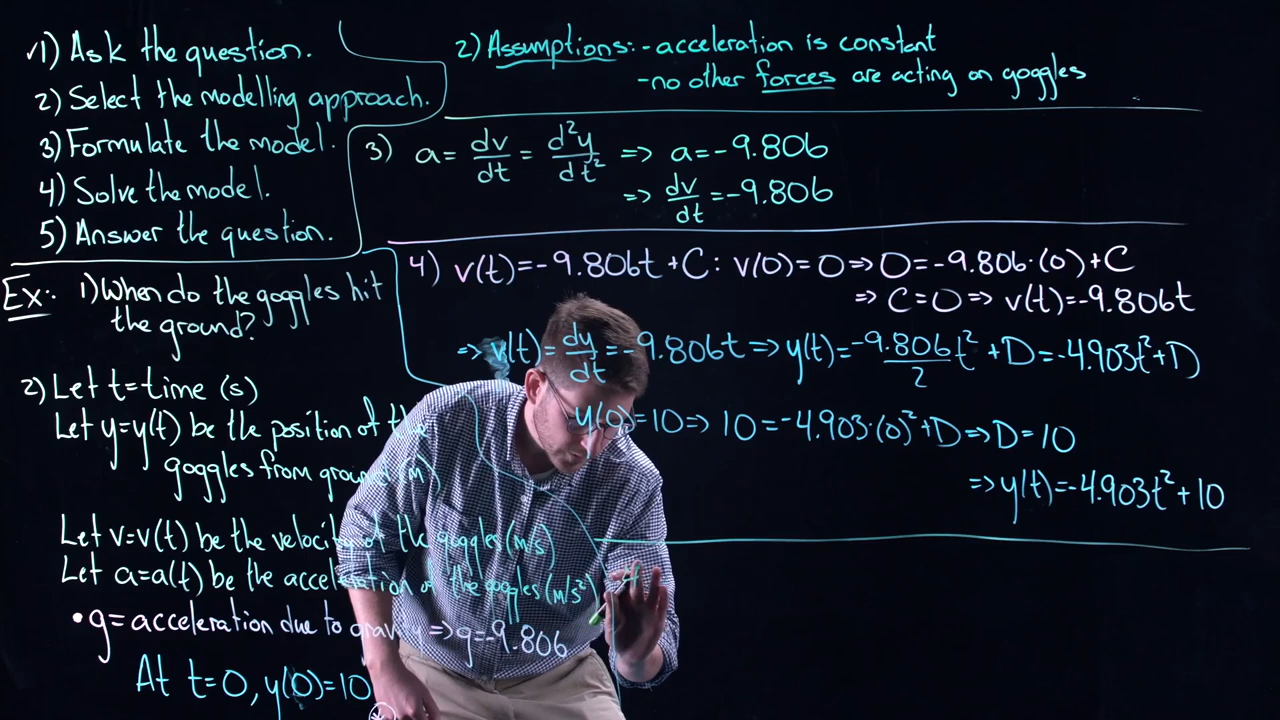 ✓1) Ask the question.
2) Select the modelling approach.
3) Formulate the model.
4) Solve the model.
5) Answer the question.
2) Assumptions: - acceleration is constant
- no other forces are acting on goggles
3) a = dv/dt = d²y/dt² => a = -9.806
=> dv/dt = -9.806
4) v(t) = -9.806t + C : v(0) = 0 => 0 = -9.806·(0) + C
=> C = 0 => v(t) = -9.806t
=> v(t) = dy/dt = -9.806t => y(t) = -9.806/2 t² + D = -4.903t² + D
y(0) = 10 => 10 = -4.903·(0)² + D => D = 10
=> y(t) = -4.903t² + 10
Ex: 1) When do the goggles hit
the ground?
2) Let t = time (s)
Let y = y(t) be the position of the
goggles from ground (m)
Let v = v(t) be the velocity of the goggles (m/s)
Let a = a(t) be the acceleration of the goggles (m/s²)
• g = acceleration due to gravity => g = -9.806
At t = 0, y(0) = 10